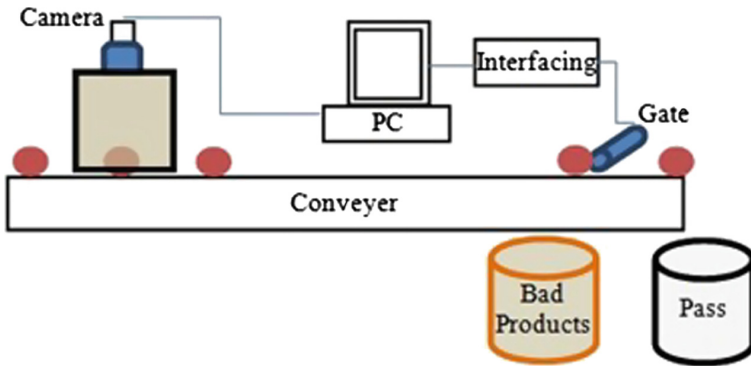 Camera
Interfacing
PC
Gate
Conveyer
Bad
Products
Pass